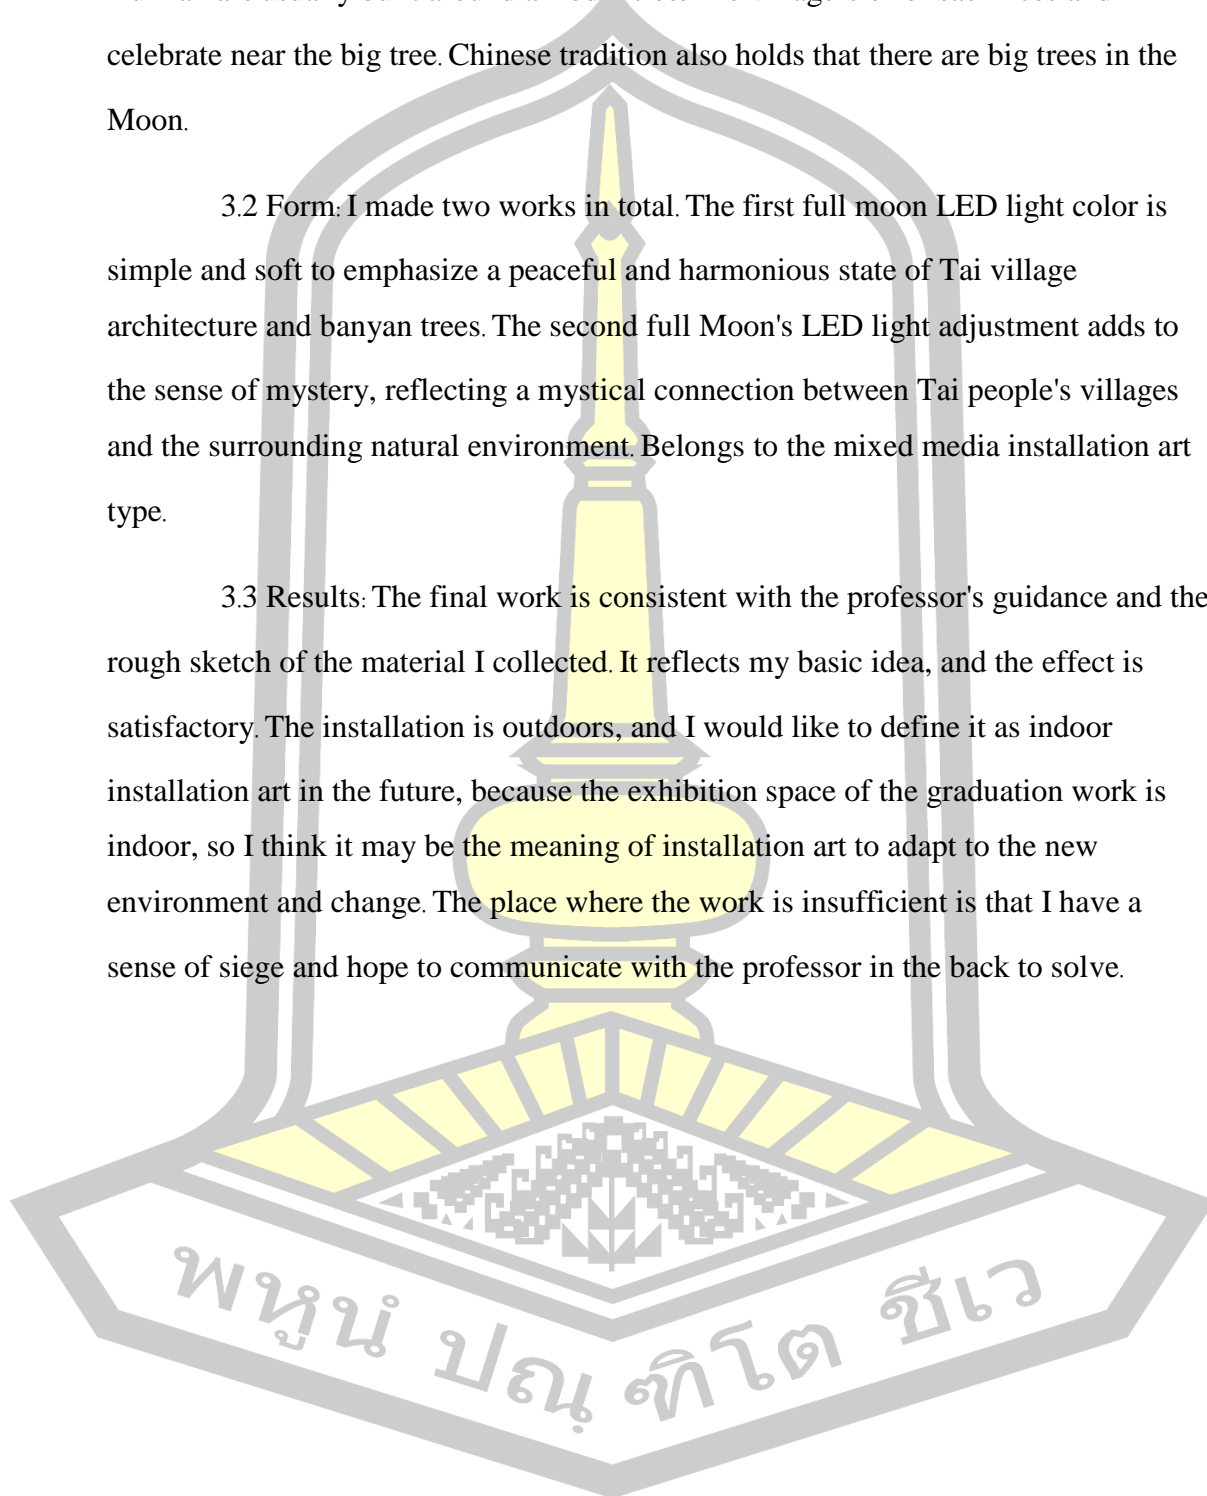 celebrate near the big tree. Chinese tradition also holds that there are big trees in the
Moon.
3.2 Form: I made two works in total. The first full moon LED light color is
simple and soft to emphasize a peaceful and harmonious state of Tai village
architecture and banyan trees. The second full Moon's LED light adjustment adds to
the sense of mystery, reflecting a mystical connection between Tai people's villages
and the surrounding natural environment. Belongs to the mixed media installation art
type.
3.3 Results: The final work is consistent with the professor's guidance and the
rough sketch of the material I collected. It reflects my basic idea, and the effect is
satisfactory. The installation is outdoors, and I would like to define it as indoor
installation art in the future, because the exhibition space of the graduation work is
indoor, so I think it may be the meaning of installation art to adapt to the new
environment and change. The place where the work is insufficient is that I have a
sense of siege and hope to communicate with the professor in the back to solve.
พหูนํ ปณฺ ฑิโต ชีเว